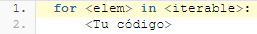 1. for <elem> in <iterable>:
2. <Tu código>